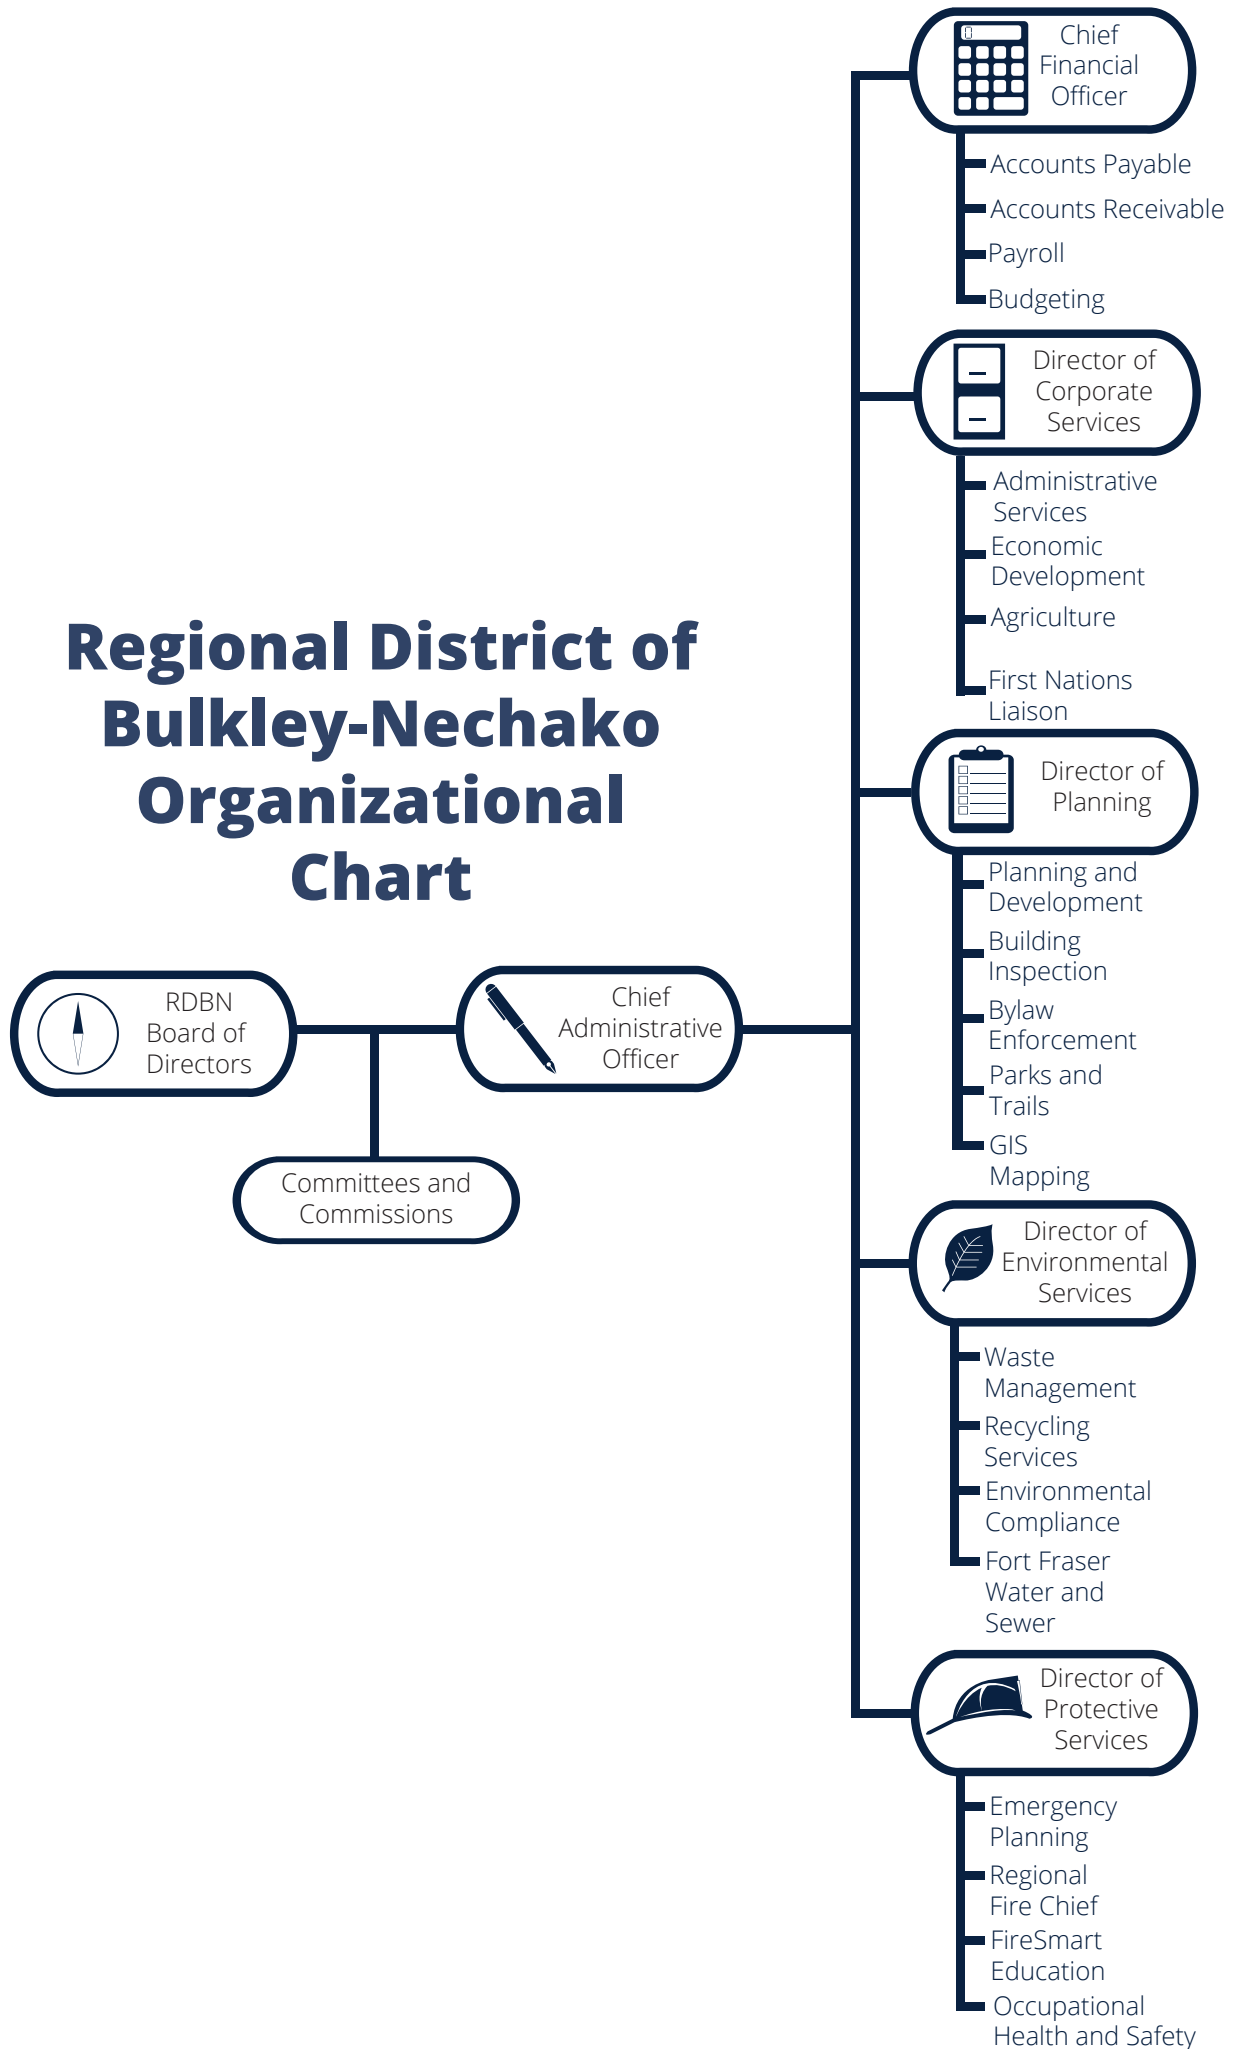 Regional District of
Bulkley-Nechako
Organizational
Chart
RDBN
Board of
Directors
Committees and
Commissions
Chief
Administrative
Officer
0
Chief
Financial
Officer
Accounts Payable
Accounts Receivable
Payroll
Budgeting
Director of
Corporate
Services
Administrative
Services
Economic
Development
Agriculture
First Nations
Liaison
Director of
Planning
Planning and
Development
Building
Inspection
Bylaw
Enforcement
Parks and
Trails
GIS
Mapping
Director of
Environmental
Services
Waste
Management
Recycling
Services
Environmental
Compliance
Fort Fraser
Water and
Sewer
Director of
Protective
Services
Emergency
Planning
Regional
Fire Chief
FireSmart
Education
Occupational
Health and Safety